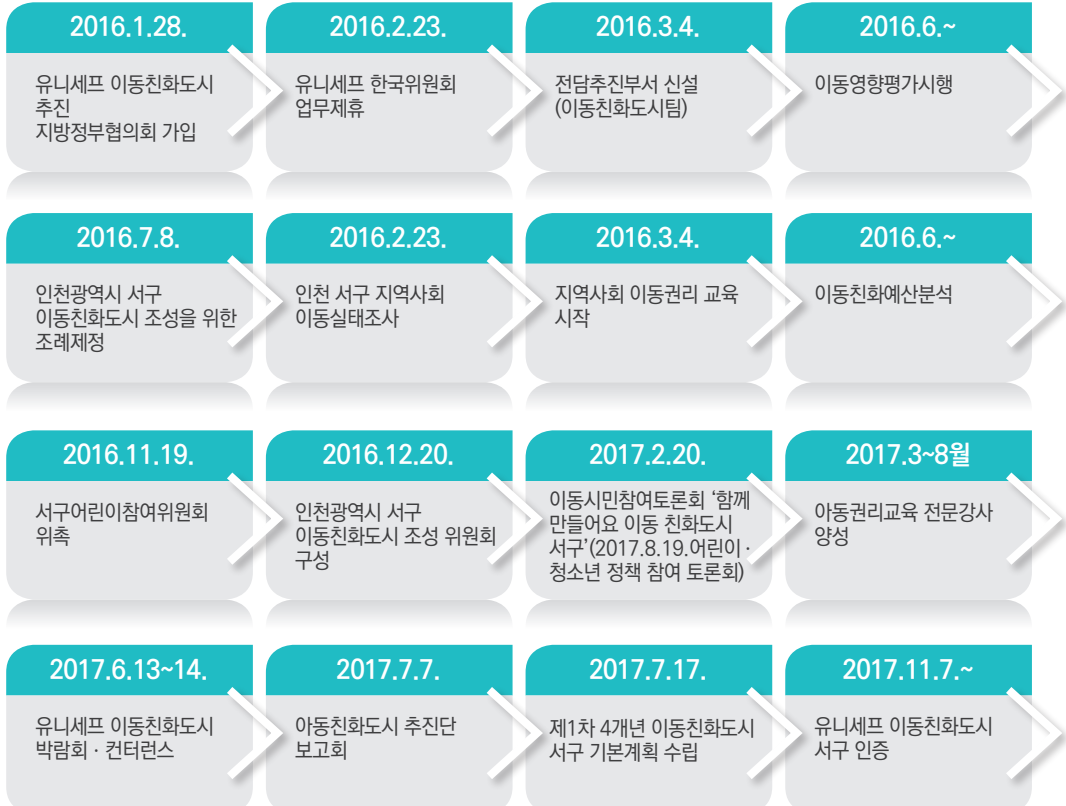 2016.1.28.
유니세프 이동친화도시
추진
지방정부협의회 가입
2016.2.23.
유니세프 한국위원회
업무제휴
2016.3.4.
전담추진부서 신설
(이동친화도시팀)
2016.6.~
이동영향평가시행
2016.7.8.
인천광역시 서구
이동친화도시 조성을 위한
조례제정
2016.2.23.
인천 서구 지역사회
이동실태조사
2016.3.4.
지역사회 이동권리 교육
시작
2016.6.~
이동친화예산분석
2016.11.19.
서구어린이참여위원회
위촉
2016.12.20.
인천광역시 서구
이동친화도시 조성 위원회
구성
2017.2.20.
이동시민참여토론회 ‘함께
만들어요 이동 친화도시
서구’(2017.8.19.어린이·
청소년 정책 참여 토론회)
2017.3~8월
아동권리교육 전문강사
양성
2017.6.13~14.
유니세프 이동친화도시
박람회 · 컨터런스
2017.7.7.
아동친화도시 추진단
보고회
2017.7.17.
제1차 4개년 이동친화도시
서구 기본계획 수립
2017.11.7.~
유니세프 이동친화도시
서구 인증